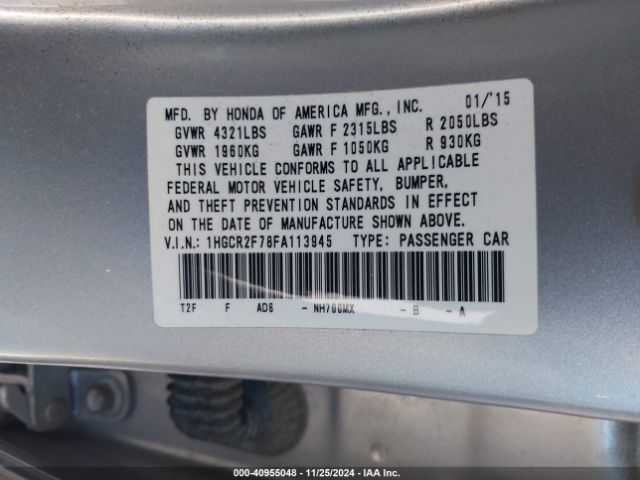 MFD. BY HONDA OF AMERICA MFG., INC. 01/'15
GVWR 4321LBS GAWR F 2315LBS R 2050LBS
GVWR 1960KG GAWR F 1050KG R 930KG
THIS VEHICLE CONFORMS TO ALL APPLICABLE
FEDERAL MOTOR VEHICLE SAFETY, BUMPER,
AND THEFT PREVENTION STANDARDS IN EFFECT
ON THE DATE OF MANUFACTURE SHOWN ABOVE.
V.I.N.: 1HGCR2F78FA113945 TYPE: PASSENGER CAR
T2F F AD6 - NH700MX - B - A
000-40955048 - 11/25/2024 - IAA Inc.